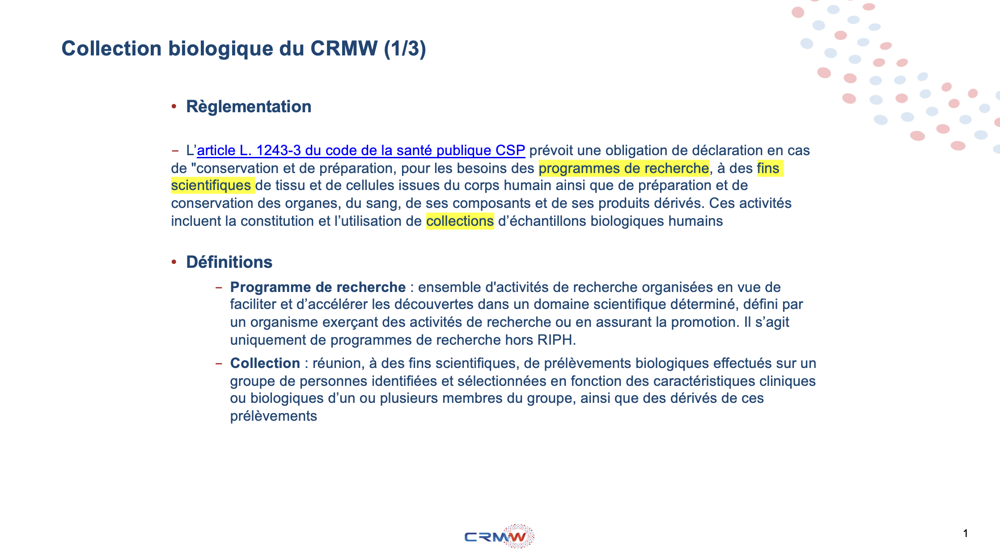 Collection biologique du CRMW (1/3)
• Règlementation
– L’article L. 1243-3 du code de la santé publique CSP prévoit une obligation de déclaration en cas
de "conservation et de préparation, pour les besoins des programmes de recherche, à des fins
scientifiques de tissu et de cellules issues du corps humain ainsi que de préparation et de
conservation des organes, du sang, de ses composants et de ses produits dérivés. Ces activités
incluent la constitution et l’utilisation de collections d’échantillons biologiques humains
• Définitions
– Programme de recherche : ensemble d'activités de recherche organisées en vue de
faciliter et d’accélérer les découvertes dans un domaine scientifique déterminé, défini par
un organisme exerçant des activités de recherche ou en assurant la promotion. Il s’agit
uniquement de programmes de recherche hors RIPH.
– Collection : réunion, à des fins scientifiques, de prélèvements biologiques effectués sur un
groupe de personnes identifiées et sélectionnées en fonction des caractéristiques cliniques
ou biologiques d’un ou plusieurs membres du groupe, ainsi que des dérivés de ces
prélèvements
CRMW
1